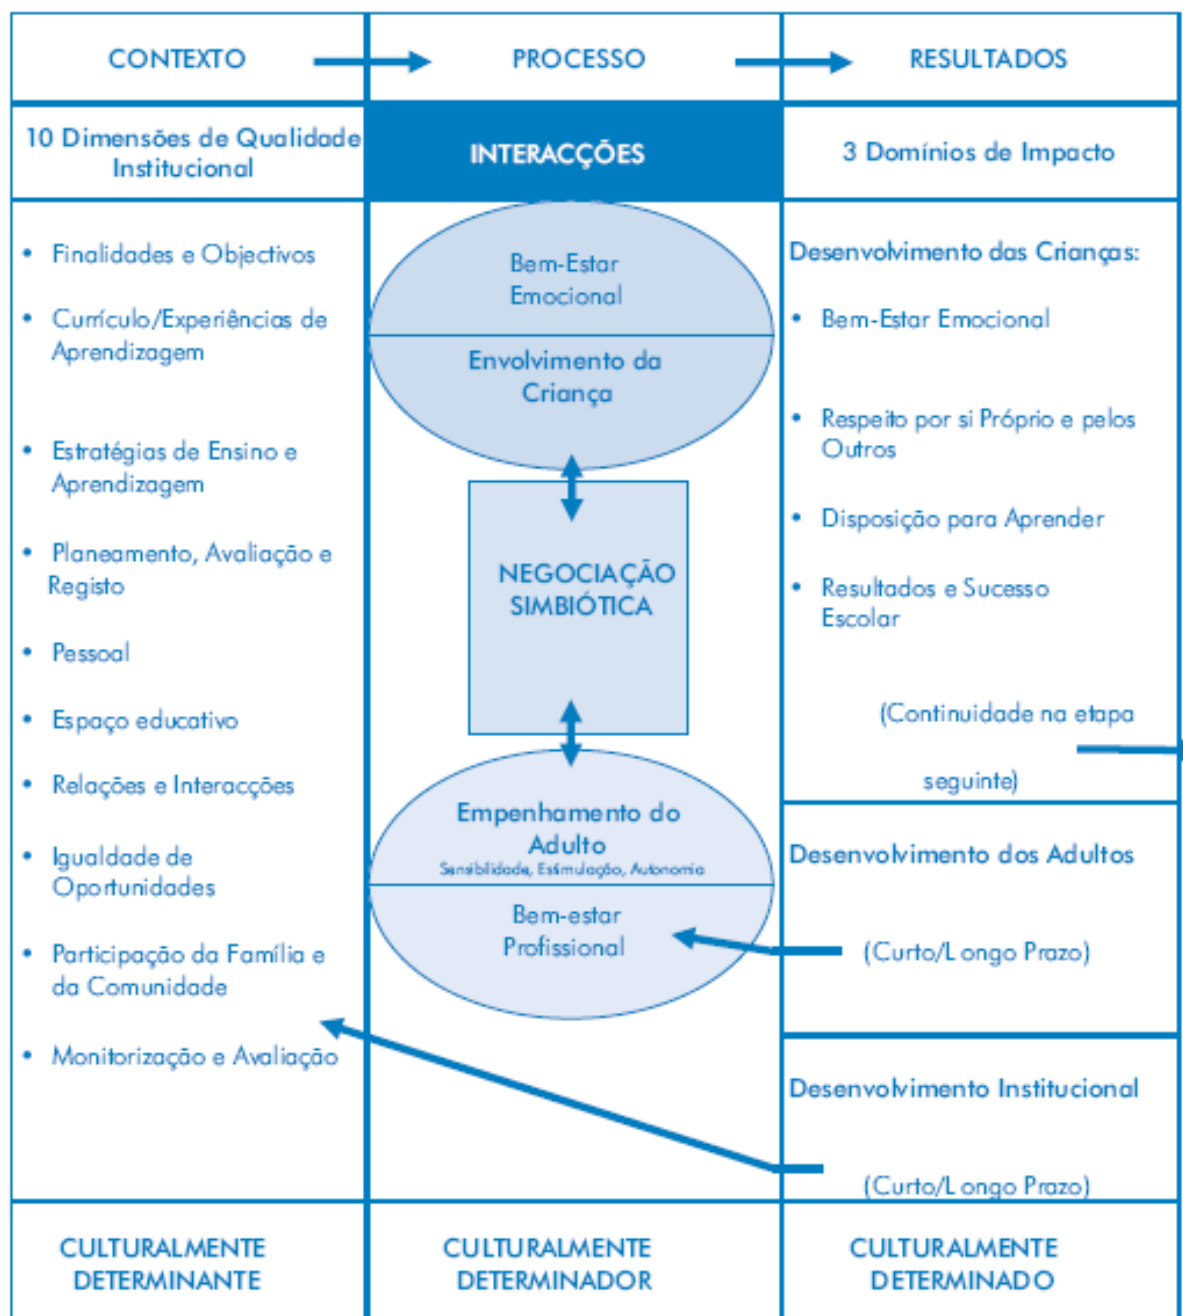 CONTEXTO
PROCESSO
RESULTADOS
10 Dimensões de Qualidade
Institucional
INTERACÇÕES
3 Domínios de Impacto
• Finalidades e Objectivos
• Currículo/Experiências de
Aprendizagem
• Estratégias de Ensino e
Aprendizagem
• Planeamento, Avaliação e
Registo
• Pessoal
• Espaço educativo
• Relações e Interacções
• Igualdade de
Oportunidades
• Participação da Família e
da Comunidade
• Monitorização e Avaliação
Bem-Estar
Emocional
Envolvimento da
Criança
NEGOCIAÇÃO
SIMBIÓTICA
Empenhamento do
Adulto
Sensibilidade, Estimulação, Autonomia
Bem-estar
Profissional
Desenvolvimento das Crianças:
• Bem-Estar Emocional
• Respeito por si Próprio e pelos
Outros
• Disposição para Aprender
• Resultados e Sucesso
Escolar
(Continuidade na etapa
seguinte)
Desenvolvimento dos Adultos
(Curto/Longo Prazo)
Desenvolvimento Institucional
(Curto/Longo Prazo)
CULTURALMENTE
DETERMINANTE
CULTURALMENTE
DETERMINADOR
CULTURALMENTE
DETERMINADO